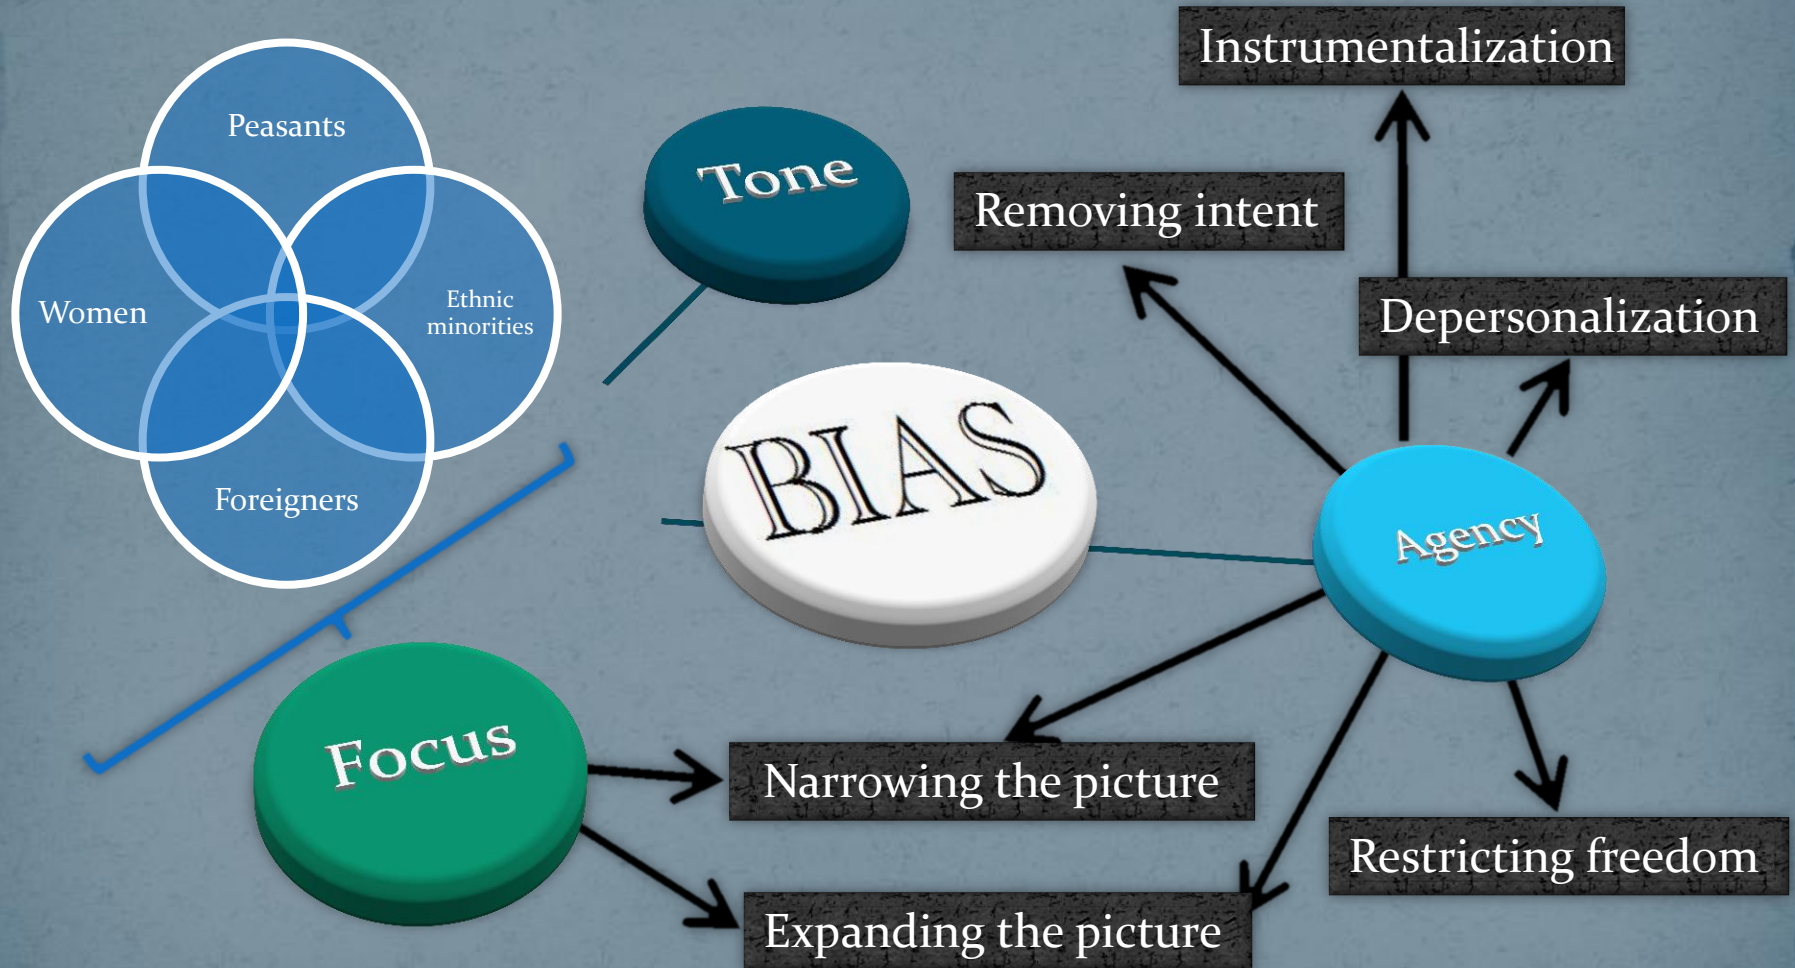 Instrumentalization
Peasants
Tone
Removing intent
Women
Ethnic
minorities
Depersonalization
BIAS
Foreigners
Agency
Focus
Narrowing the picture
Restricting freedom
Expanding the picture